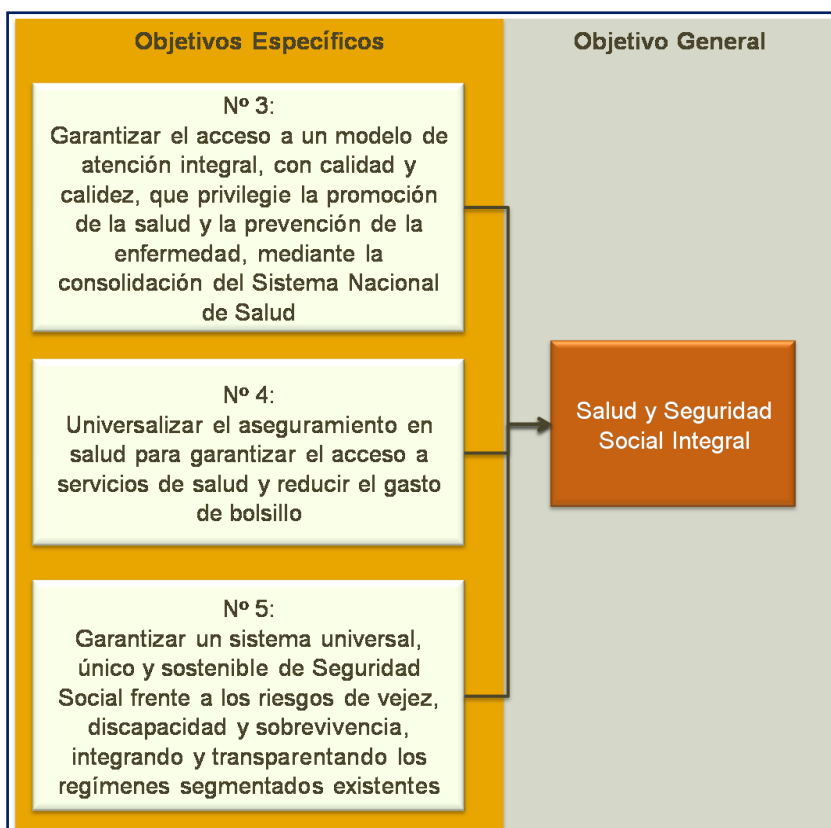 Objetivos Específicos
Objetivo General
Nº 3:
Garantizar el acceso a un modelo de
atención integral, con calidad y
calidez, que privilegie la promoción
de la salud y la prevención de la
enfermedad, mediante la
consolidación del Sistema Nacional
de Salud
Nº 4:
Universalizar el aseguramiento en
salud para garantizar el acceso a
servicios de salud y reducir el gasto
de bolsillo
Nº 5:
Garantizar un sistema universal,
único y sostenible de Seguridad
Social frente a los riesgos de vejez,
discapacidad y sobrevivencia,
integrando y transparentando los
regímenes segmentados existentes
Salud y Seguridad
Social Integral